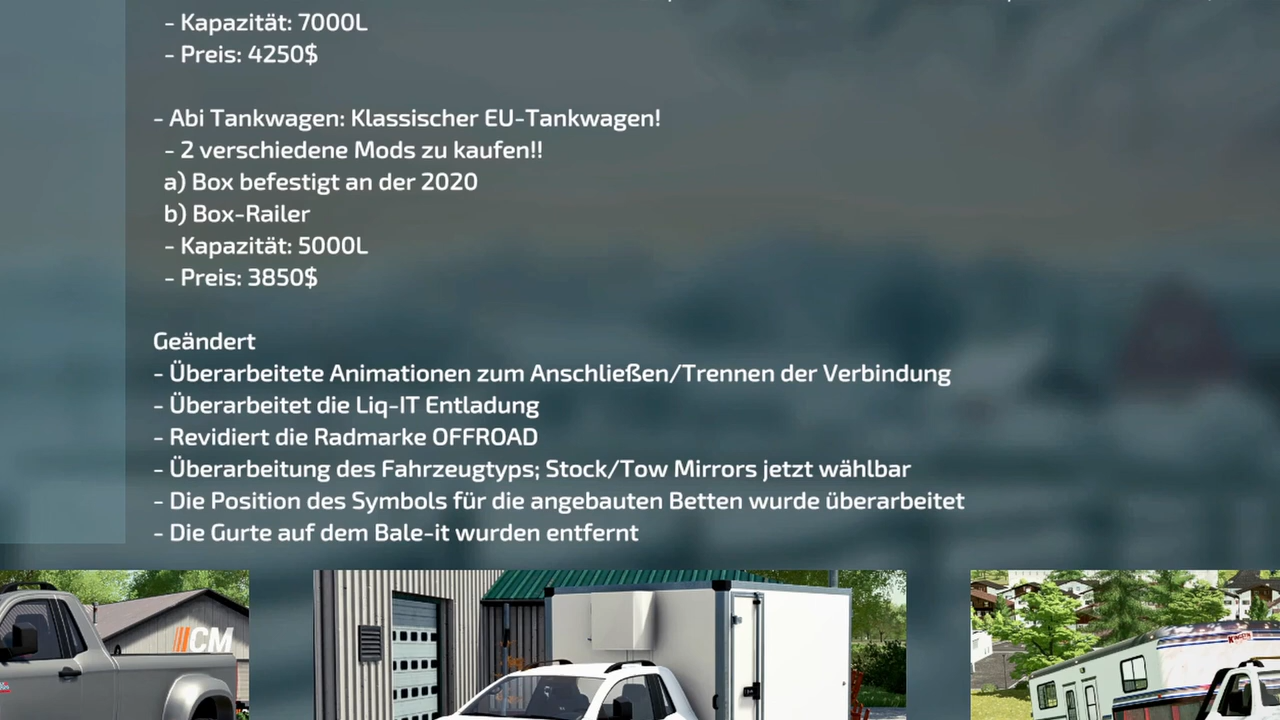 - Kapazität: 7000L
- Preis: 4250$
- Abi Tankwagen: Klassischer EU-Tankwagen!
- 2 verschiedene Mods zu kaufen!!
a) Box befestigt an der 2020
b) Box-Railer
- Kapazität: 5000L
- Preis: 3850$
Geändert
- Überarbeitete Animationen zum Anschließen/Trennen der Verbindung
- Überarbeitet die Liq-IT Entladung
- Revidiert die Radmarke OFFROAD
- Überarbeitung des Fahrzeugtyps; Stock/Tow Mirrors jetzt wählbar
- Die Position des Symbols für die angebauten Betten wurde überarbeitet
- Die Gurte auf dem Bale-it wurden entfernt
CM